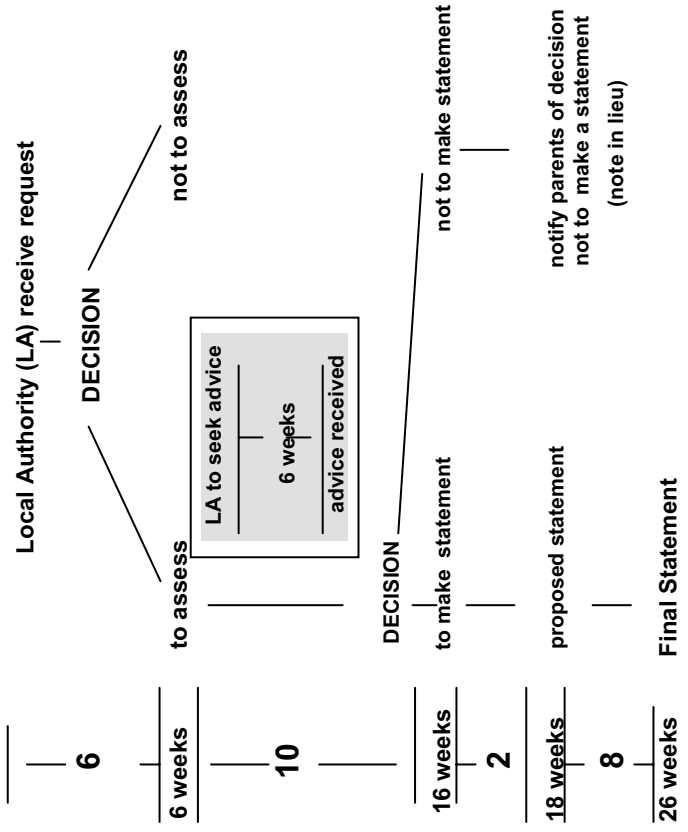 Local Authority (LA) receive request
DECISION
to assess
not to assess
LA to seek advice
6 weeks
advice received
DECISION
to make statement
not to make statement
proposed statement
notify parents of decision
not to make a statement
(note in lieu)
Final Statement
6
6 weeks
10
16 weeks
2
18 weeks
8
26 weeks